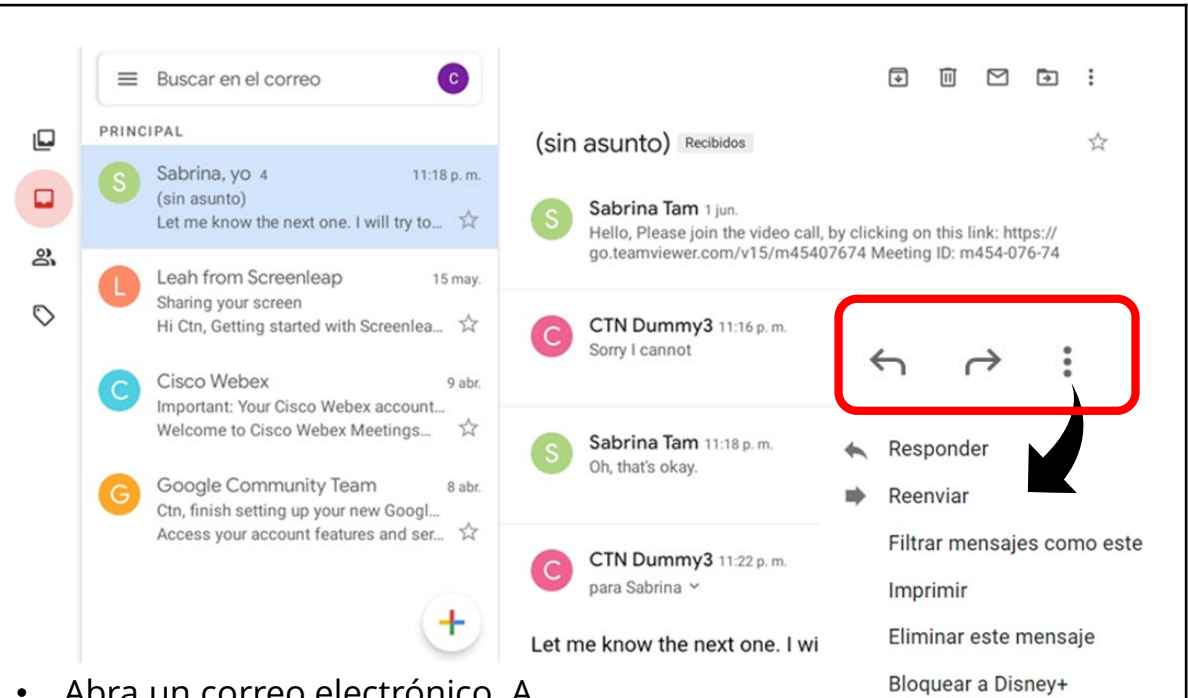 Buscar en el correo
C
PRINCIPAL
S
Sabrina, yo 4
11:18 p. m.
(sin asunto)
Let me know the next one. I will try to...
L
Leah from Screenleap
15 may.
Sharing your screen
Hi Ctn, Getting started with Screenlea...
C
Cisco Webex
9 abr.
Important: Your Cisco Webex account...
Welcome to Cisco Webex Meetings...
G
Google Community Team
8 abr.
Ctn, finish setting up your new Googl...
Access your account features and ser...
(sin asunto) Recibidos
S
Sabrina Tam 1 jun.
Hello, Please join the video call, by clicking on this link: https://
go.teamviewer.com/v15/m45407674 Meeting ID: m454-076-74
C
CTN Dummy3 11:16 p. m.
Sorry I cannot
S
Sabrina Tam 11:18 p. m.
Oh, that's okay.
C
CTN Dummy3 11:22 p. m.
para Sabrina
Let me know the next one. I wi
Responder
Reenviar
Filtrar mensajes como este
Imprimir
Eliminar este mensaje
Bloquear a Disney+
• Abra un correo electrónico. A